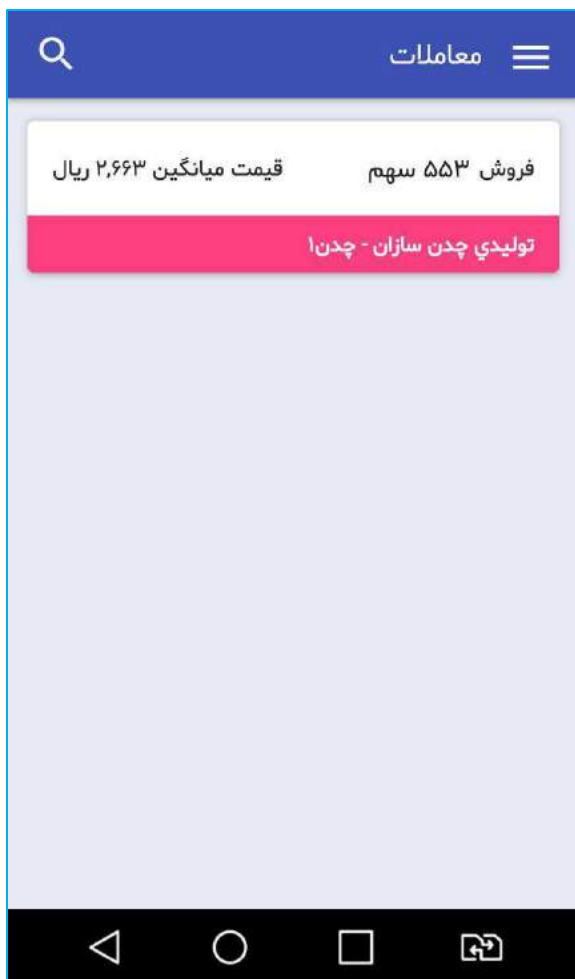 معاملات
فروش ۵۵۳ سهم قیمت میانگین ۲,۶۶۳ ریال
توليدي چدن سازان - چدن۱